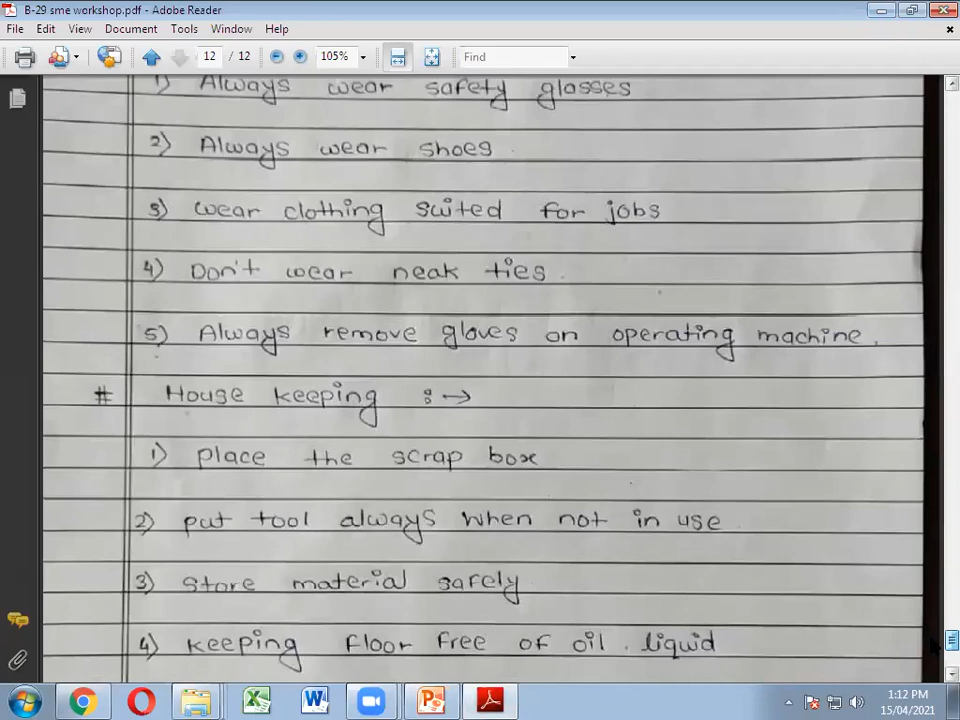 B-29 sme workshop.pdf - Adobe Reader
File Edit View Document Tools Window Help
12 / 12 105% Find
1) Always wear safety glasses
2) Always wear shoes
3) wear clothing suited for jobs
4) Don't wear neak ties.
5) Always remove gloves on operating machine.
# House keeping :→
1) place the scrap box
2) put tool always when not in use
3) store material safely
4) keeping floor free of oil. liquid
1:12 PM
15/04/2021